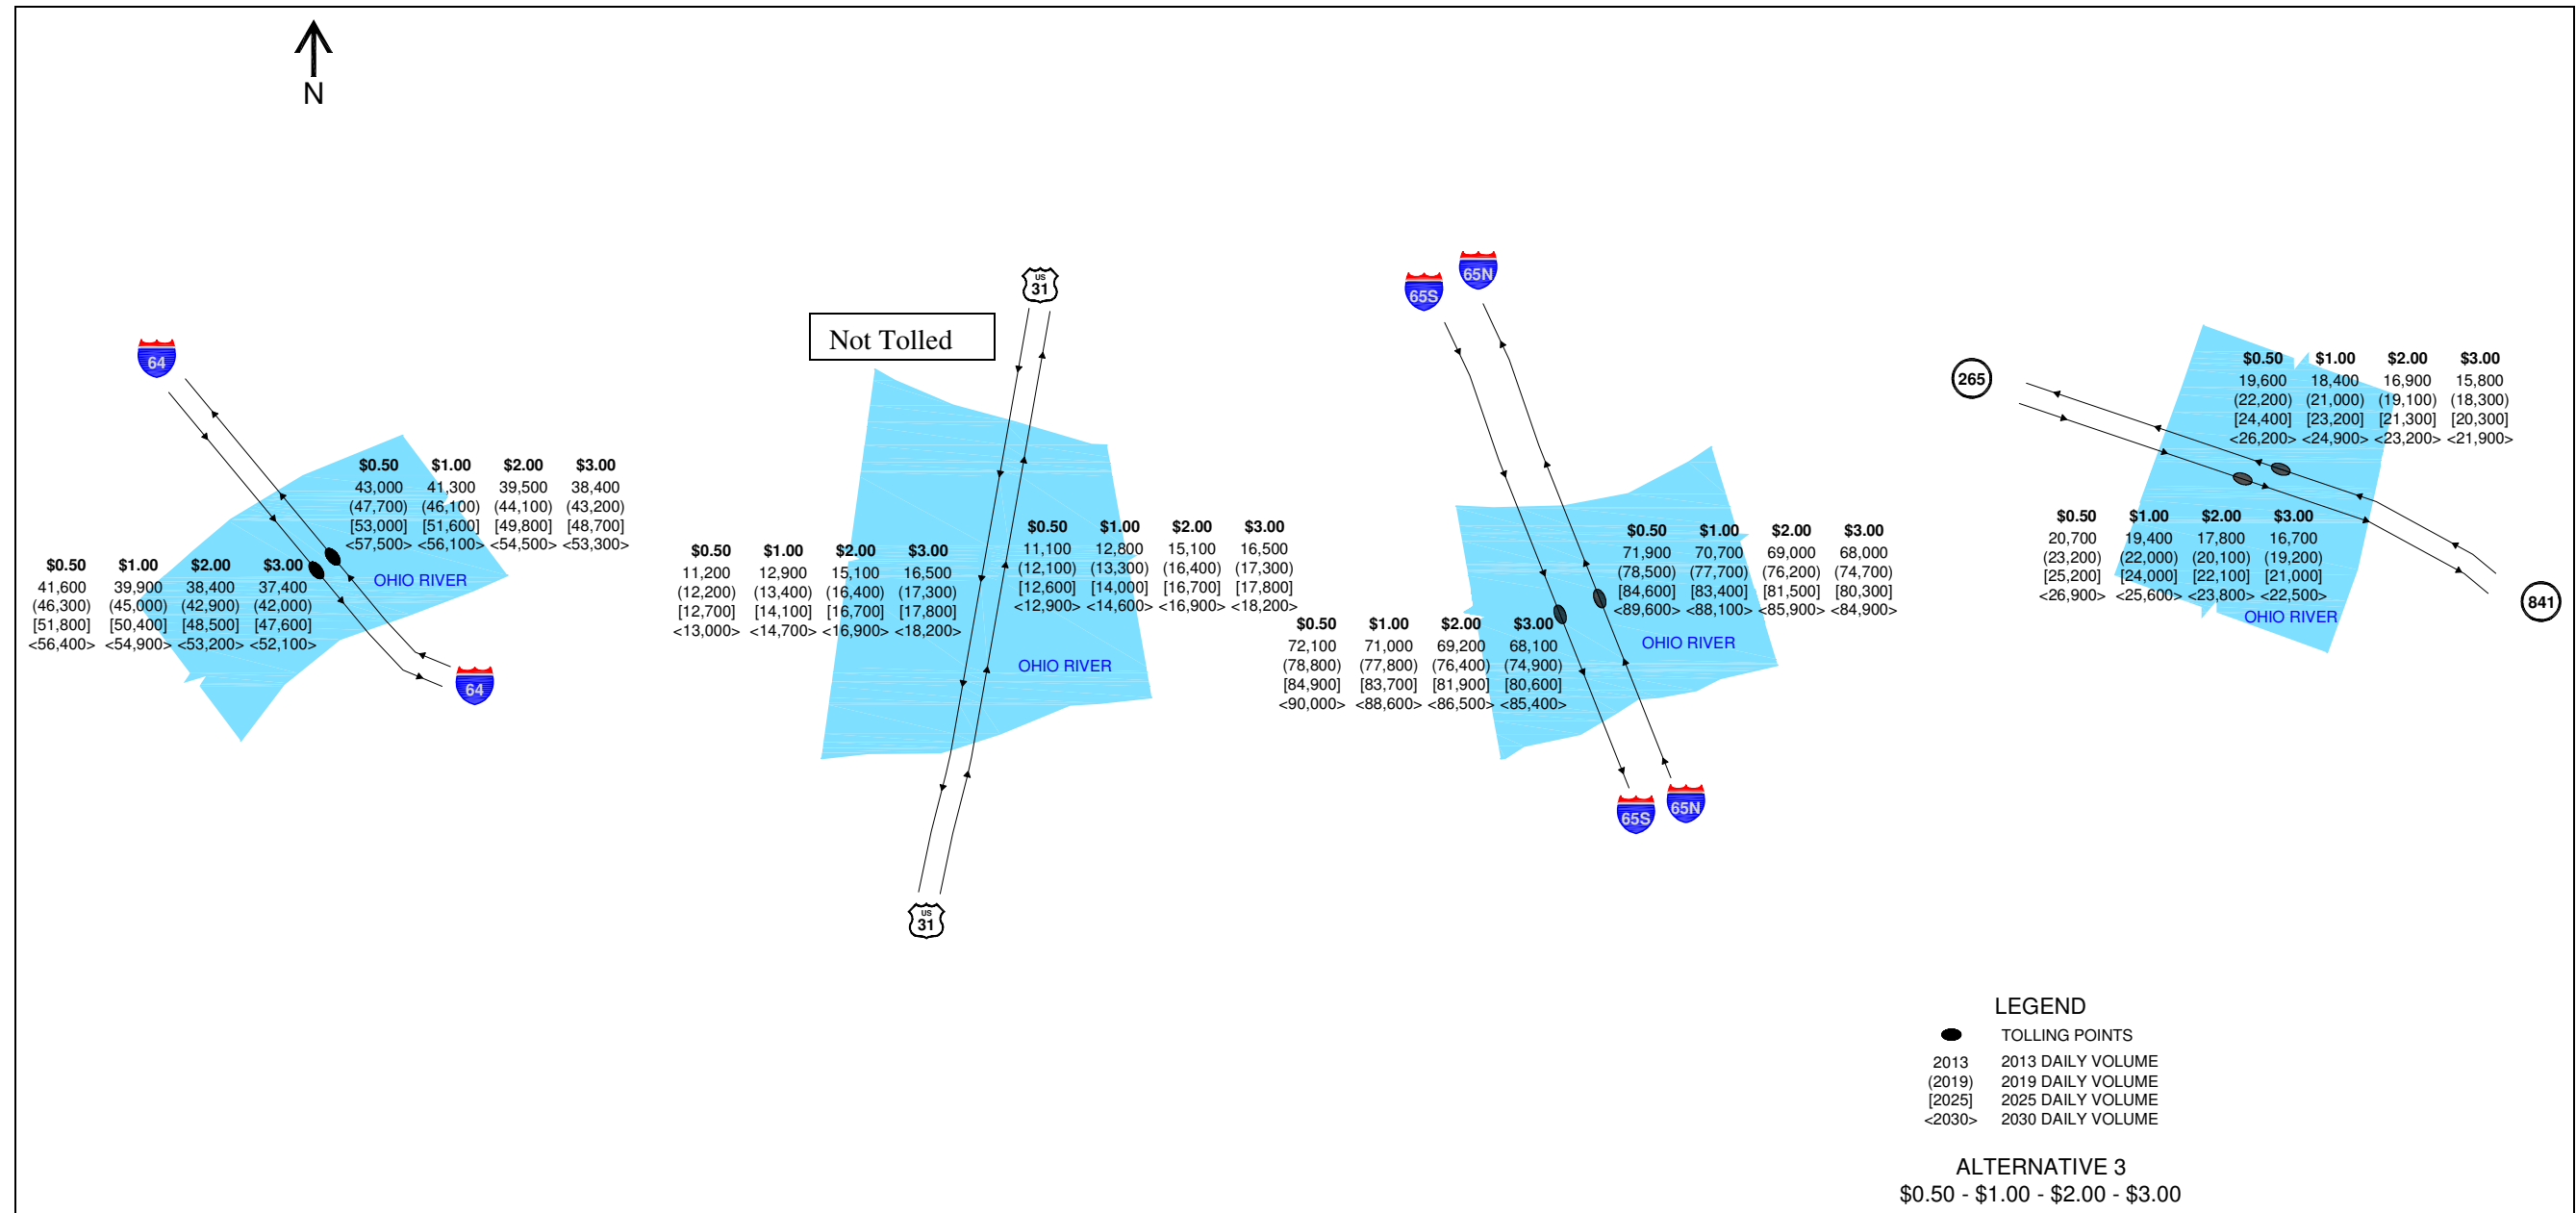 N
64
$0.50 $1.00 $2.00 $3.00
43,000 41,300 39,500 38,400
(47,700) (46,100) (44,100) (43,200)
[53,000] [51,600] [49,800] [48,700]
<57,500> <56,100> <54,500> <53,300>
$0.50 $1.00 $2.00 $3.00
41,600 39,900 38,400 37,400
(46,300) (45,000) (42,900) (42,000)
[51,800] [50,400] [48,500] [47,600]
<56,400> <54,900> <53,200> <52,100>
OHIO RIVER
64
US
31
Not Tolled
$0.50 $1.00 $2.00 $3.00
11,200 12,900 15,100 16,500
(12,200) (13,400) (16,400) (17,300)
[12,700] [14,100] [16,700] [17,800]
<13,000> <14,700> <16,900> <18,200>
$0.50 $1.00 $2.00 $3.00
11,100 12,800 15,100 16,500
(12,100) (13,300) (16,400) (17,300)
[12,600] [14,000] [16,700] [17,800]
<12,900> <14,600> <16,900> <18,200>
OHIO RIVER
US
31
65S
65N
$0.50 $1.00 $2.00 $3.00
71,900 70,700 69,000 68,000
(78,500) (77,700) (76,200) (74,700)
[84,600] [83,400] [81,500] [80,300]
<89,600> <88,100> <85,900> <84,900>
$0.50 $1.00 $2.00 $3.00
72,100 71,000 69,200 68,100
(78,800) (77,800) (76,400) (74,900)
[84,900] [83,700] [81,900] [80,600]
<90,000> <88,600> <86,500> <85,400>
OHIO RIVER
65S
65N
265
$0.50 $1.00 $2.00 $3.00
19,600 18,400 16,900 15,800
(22,200) (21,000) (19,100) (18,300)
[24,400] [23,200] [21,300] [20,300]
<26,200> <24,900> <23,200> <21,900>
$0.50 $1.00 $2.00 $3.00
20,700 19,400 17,800 16,700
(23,200) (22,000) (20,100) (19,200)
[25,200] [24,000] [22,100] [21,000]
<26,900> <25,600> <23,800> <22,500>
OHIO RIVER
841
LEGEND
TOLLING POINTS
2013 2013 DAILY VOLUME
(2019) 2019 DAILY VOLUME
[2025] 2025 DAILY VOLUME
<2030> 2030 DAILY VOLUME
ALTERNATIVE 3
$0.50 - $1.00 - $2.00 - $3.00